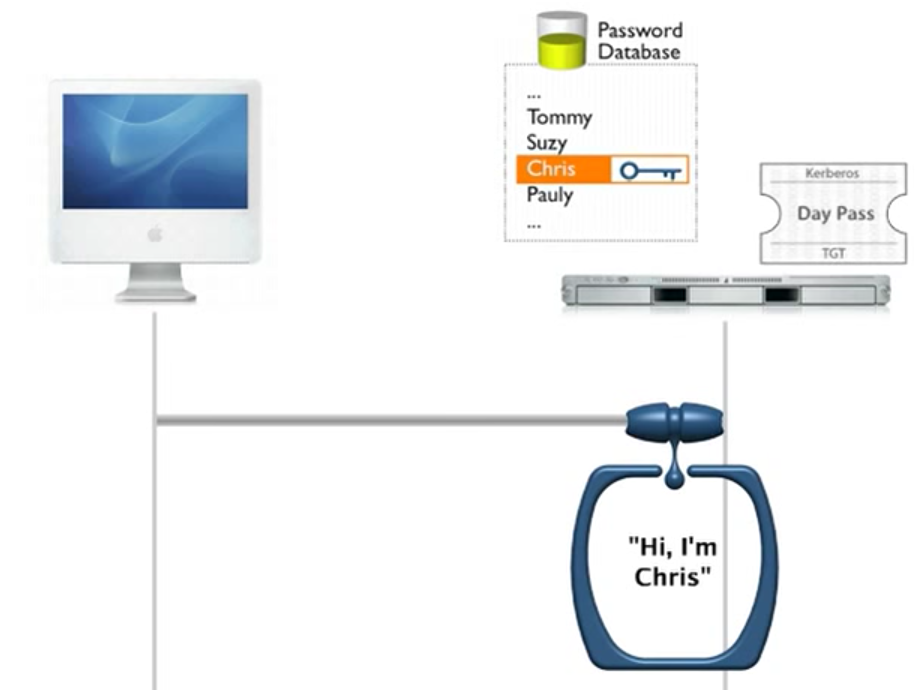 Password
Database
...
Tommy
Suzy
Chris
Pauly
...
Kerberos
Day Pass
TGT
"Hi, I'm
Chris"